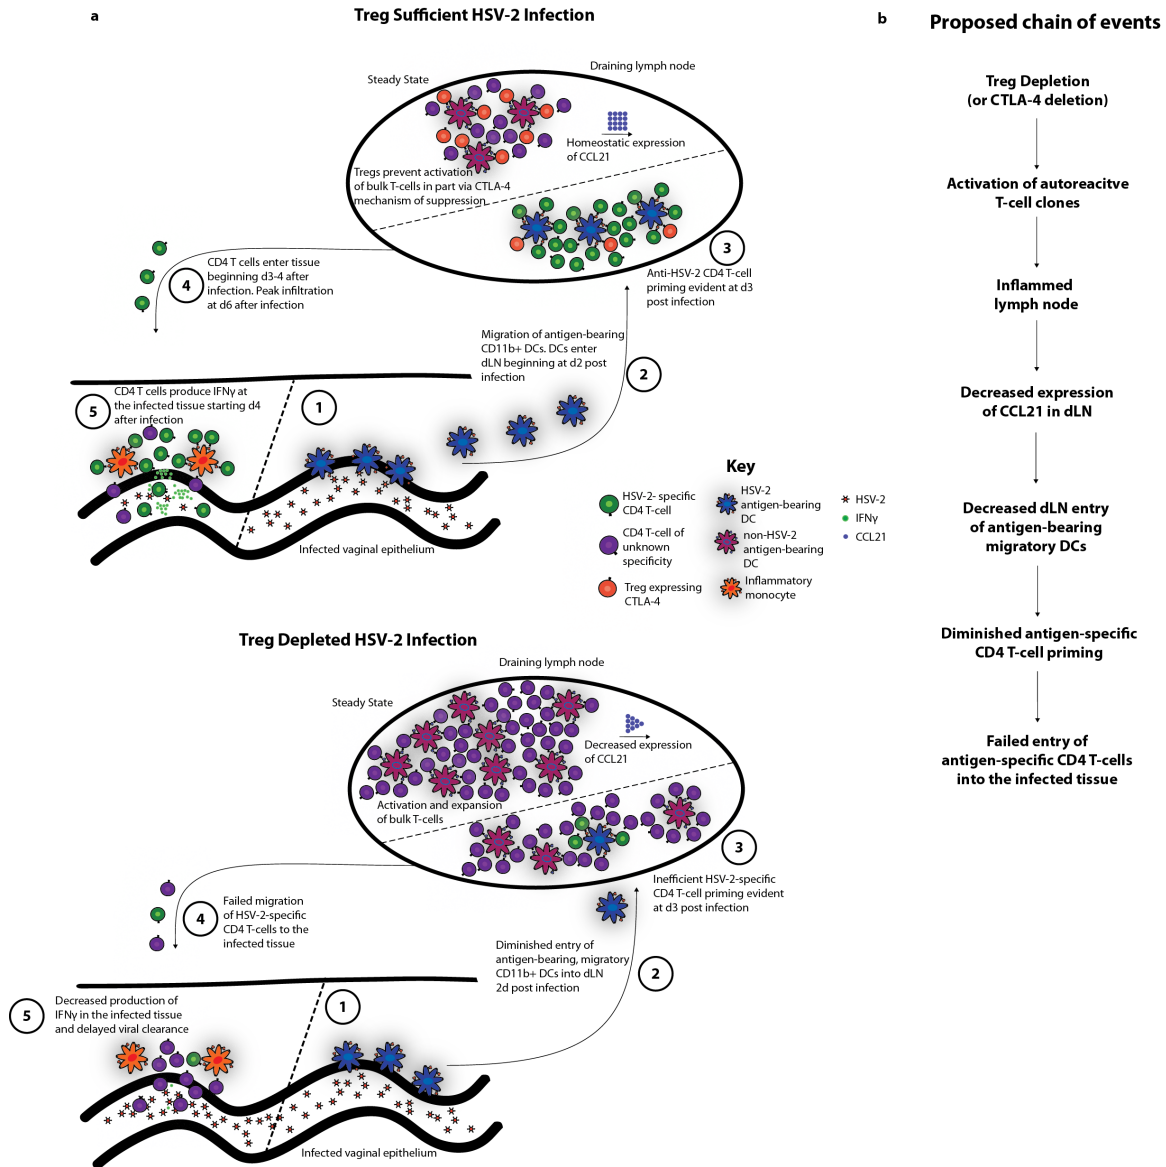 a
Treg Sufficient HSV-2 Infection
Draining lymph node
Steady State
Homeostatic expression
of CCL21
Tregs prevent activation
of bulk T-cells in part via CTLA-4
mechanism of suppression
3
Anti-HSV-2 CD4 T-cell
priming evident at d3
post infection
4
CD4 T cells enter tissue
beginning d3-4 after
infection. Peak infiltration
at d6 after infection
Migration of antigen-bearing
CD11b+ DCs. DCs enter
dLN beginning at d2 post
infection
2
5
CD4 T cells produce IFNγ at
the infected tissue starting d4
after infection
1
Infected vaginal epithelium
Key
HSV-2- specific
CD4 T-cell
CD4 T-cell of
unknown
specificity
Treg expressing
CTLA-4
HSV-2
antigen-bearing
DC
non-HSV-2
antigen-bearing
DC
Inflammatory
monocyte
HSV-2
IFNγ
CCL21
Treg Depleted HSV-2 Infection
Draining lymph node
Steady State
Decreased expression
of CCL21
Activation and expansion
of bulk T-cells
3
Inefficient HSV-2-specific
CD4 T-cell priming evident
at d3 post infection
4
Failed migration
of HSV-2-specific
CD4 T-cells to the
infected tissue
Diminished entry of
antigen-bearing, migratory
CD11b+ DCs into dLN
2d post infection
2
5
Decreased production of
IFNγ in the infected tissue
and delayed viral clearance
1
Infected vaginal epithelium
b
Proposed chain of events
Treg Depletion
(or CTLA-4 deletion)
Activation of autoreacitve
T-cell clones
Inflammed
lymph node
Decreased expression
of CCL21 in dLN
Decreased dLN entry
of antigen-bearing
migratory DCs
Diminished antigen-specific
CD4 T-cell priming
Failed entry of
antigen-specific CD4 T-cells
into the infected tissue